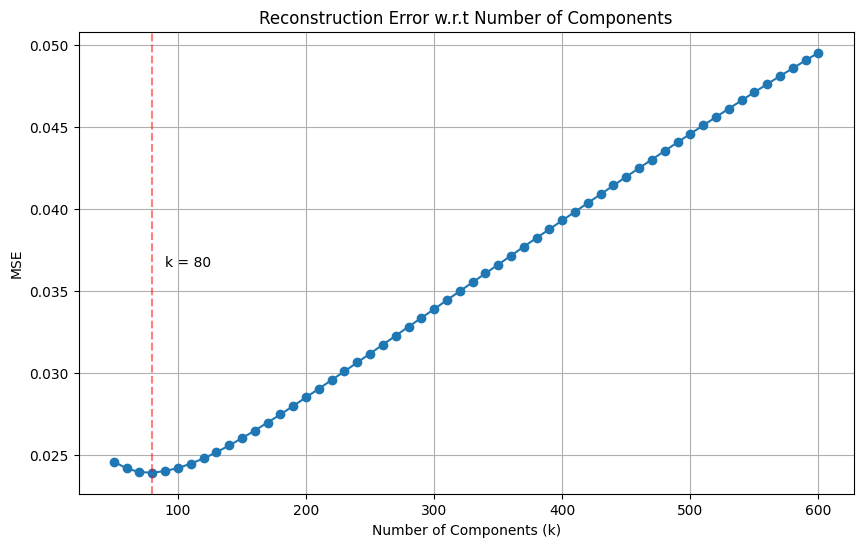 Reconstruction Error w.r.t Number of Components
0.050
0.045
0.040
0.035
0.030
0.025
MSE
k = 80
100 200 300 400 500 600
Number of Components (k)